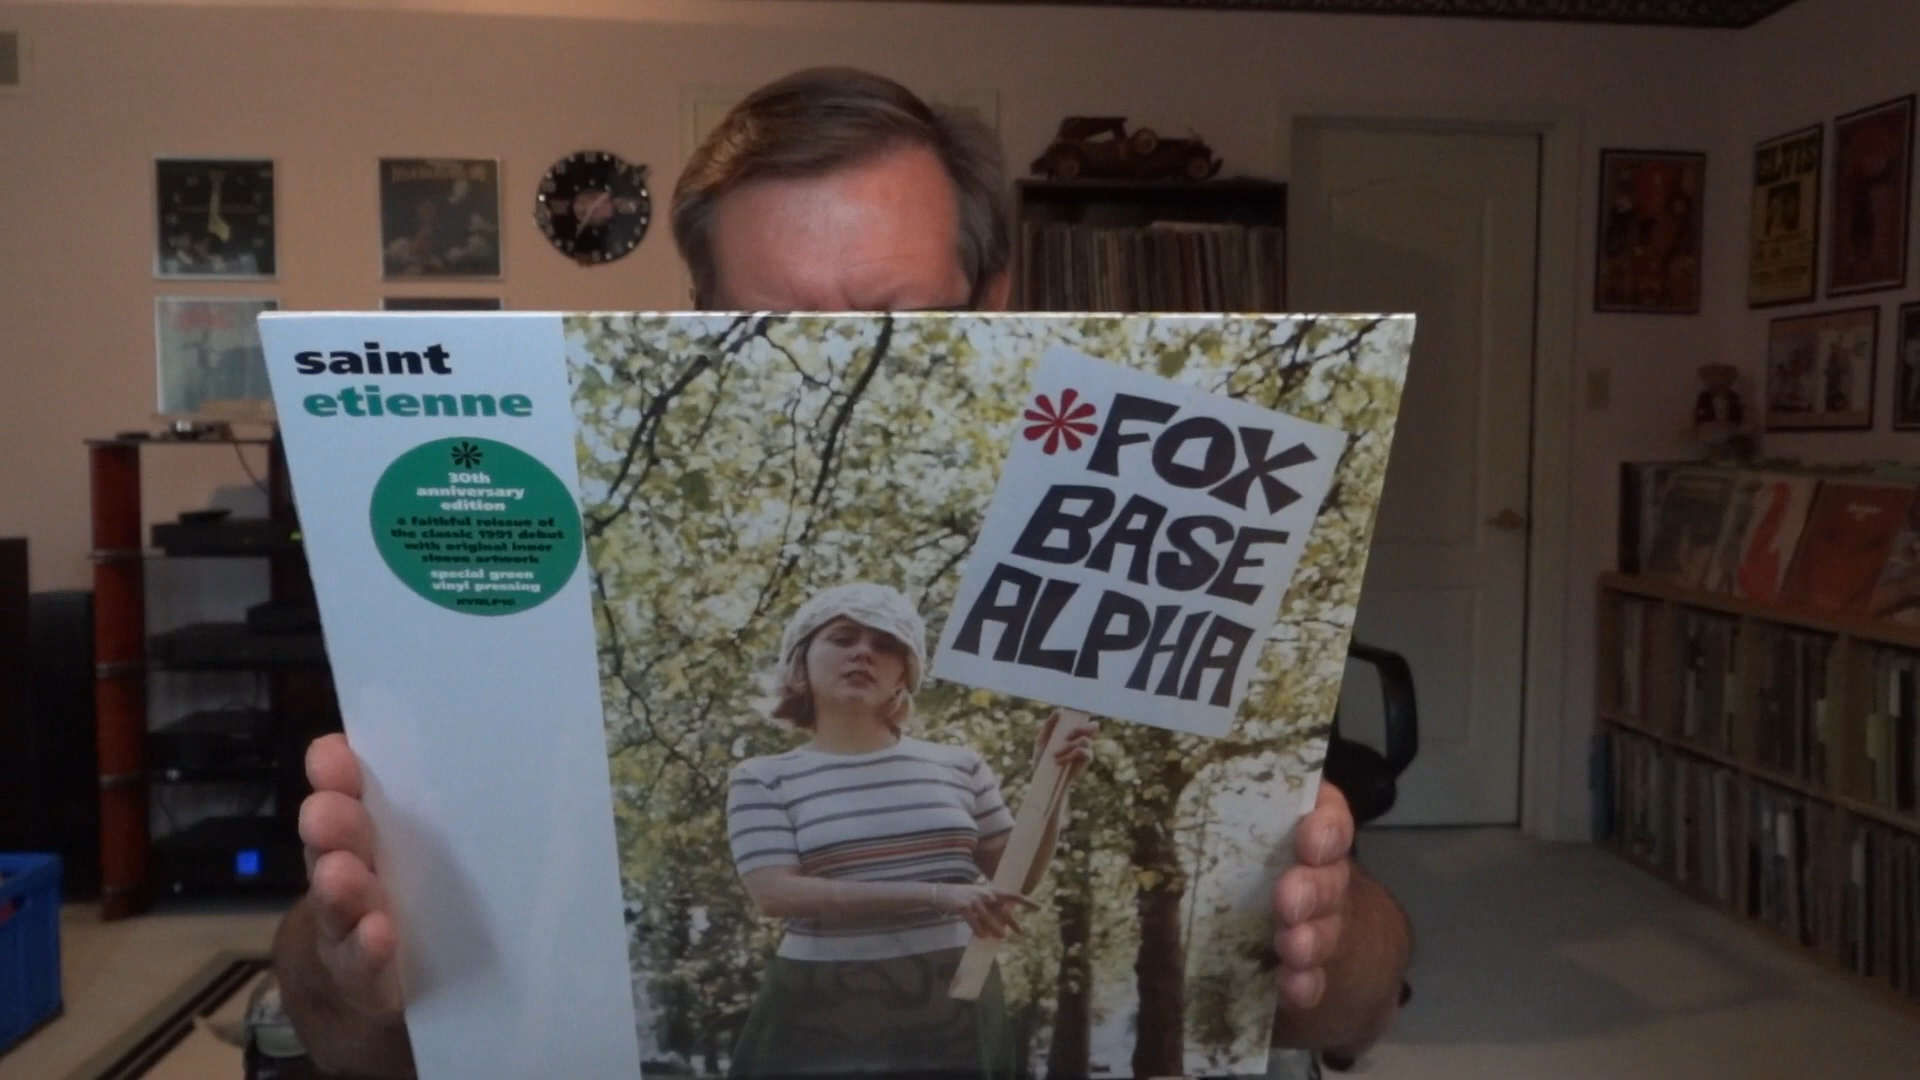 saint
etienne
30th
anniversary
edition
a faithful reissue of
the classic 1991 debut
with original inner
sleeve artwork
special green
vinyl pressing
*FOX
BASE
ALPHA
ELVIS